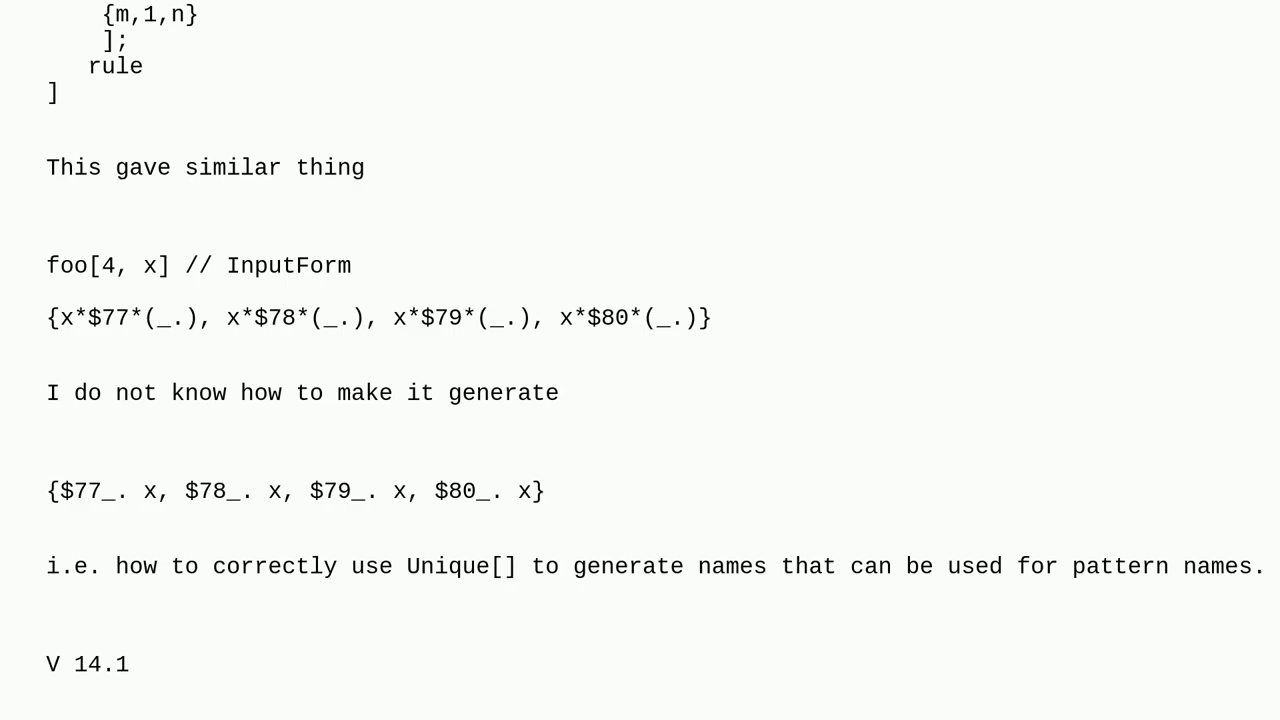 {m,1,n}
];
rule
]
This gave similar thing
foo[4, x] // InputForm
{x*$77*(_.), x*$78*(_.), x*$79*(_.), x*$80*(_.)}
I do not know how to make it generate
{$77_. x, $78_. x, $79_. x, $80_. x}
i.e. how to correctly use Unique[] to generate names that can be used for pattern names.
V 14.1